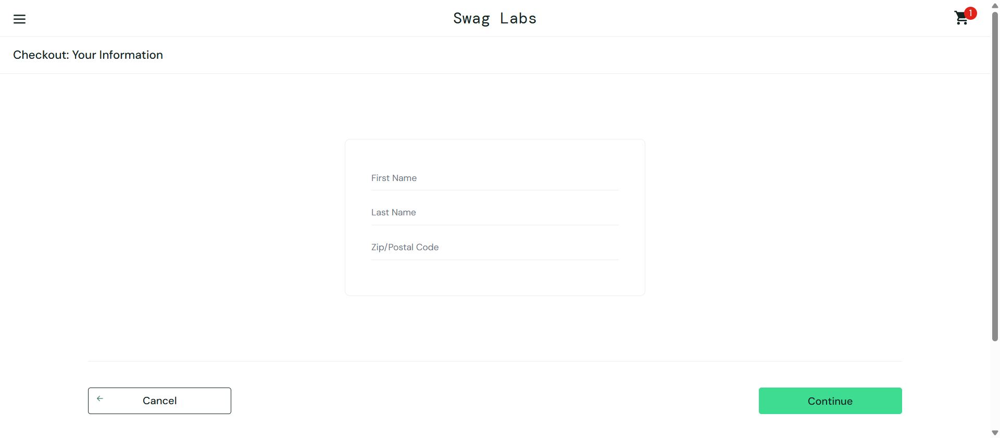 Swag Labs
1
Checkout: Your Information
First Name
Last Name
Zip/Postal Code
Cancel
Continue